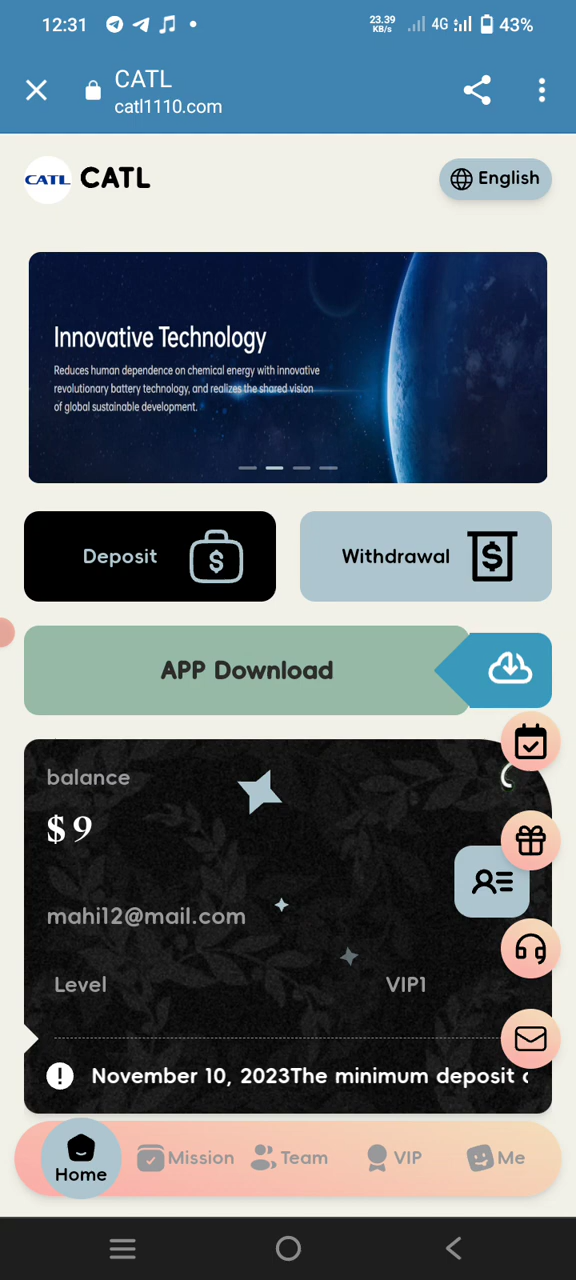 12:31
23.39
KB/s
4G
43%
CATL
catl1110.com
CATL
CATL
English
Innovative Technology
Reduces human dependence on chemical energy with innovative
revolutionary battery technology, and realizes the shared vision
of global sustainable development.
Deposit
Withdrawal
APP Download
balance
$ 9
mahi12@mail.com
Level
VIP1
November 10, 2023The minimum deposit
Home
Mission
Team
VIP
Me